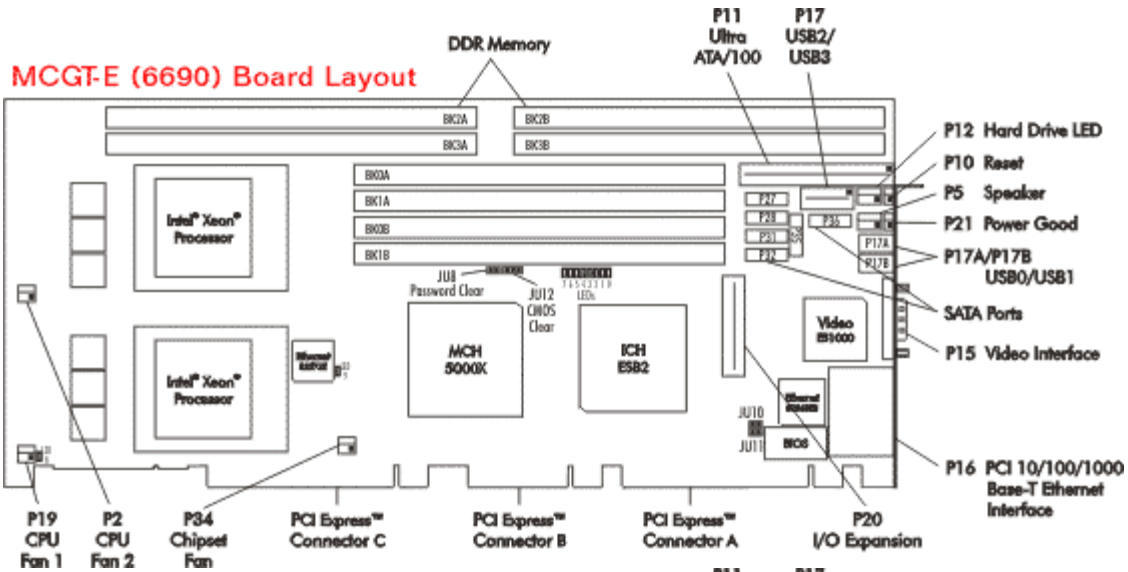 P11
Ultra
ATA/100
P17
USB2/
USB3
DDR Memory
MCGT-E (6690) Board Layout
BK2A
BK2B
BK3A
BK3B
BK0A
BK1A
BK0B
BK1B
P27
P28
P31
P32
P35
P36
P17A
P17B
P12 Hard Drive LED
P10 Reset
P5 Speaker
P21 Power Good
P17A/P17B
USB0/USB1
SATA Ports
P15 Video Interface
Intel® Xeon®
Processor
JU8
Password Clear
JU12
CMOS
Clear
7 6 5 4 3 2 1 0
LEDs
MCH
5000X
ICH
ESB2
Video
ES1000
Intel® Xeon®
Processor
Ethernet
Ethernet
JU10
JU11
BIOS
P16 PCI 10/100/1000
Base-T Ethernet
Interface
P19
CPU
Fan 1
P2
CPU
Fan 2
P34
Chipset
Fan
PCI Express™
Connector C
PCI Express™
Connector B
PCI Express™
Connector A
P20
I/O Expansion
P11 P17